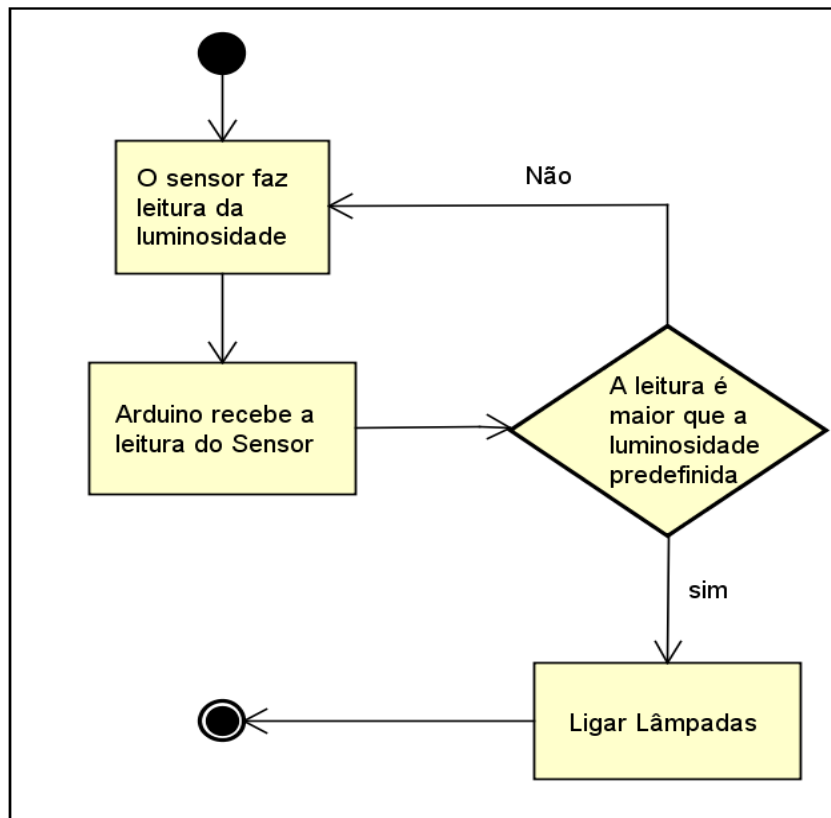 O sensor faz
leitura da
luminosidade
Não
Arduino recebe a
leitura do Sensor
A leitura é
maior que a
luminosidade
predefinida
sim
Ligar Lâmpadas